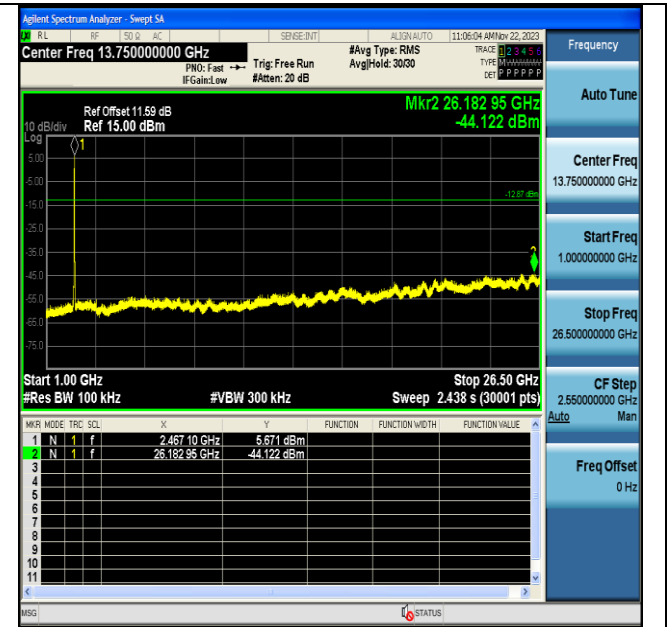 Agilent Spectrum Analyzer - Swept SA
RL RF 50 Ω AC SENSE:INT ALIGN AUTO 11:06:04 AM Nov 22, 2023
Center Freq 13.750000000 GHz
PNO: Fast
IFGain:Low
Trig: Free Run
#Atten: 20 dB
#Avg Type: RMS
Avg|Hold: 30/30
TRACE 1 2 3 4 5 6
TYPE M
DET P P P P P P
Ref Offset 11.59 dB
10 dB/div Ref 15.00 dBm
Log
Mkr2 26.182 95 GHz
-44.122 dBm
1
5.00
-5.00
-12.87 dBm
-15.0
-25.0
-35.0
2
-45.0
-55.0
-65.0
-75.0
Start 1.00 GHz Stop 26.50 GHz
#Res BW 100 kHz #VBW 300 kHz Sweep 2.438 s (30001 pts)
MKR MODE TRC SCL X Y FUNCTION FUNCTION WIDTH FUNCTION VALUE
1 N 1 f 2.467 10 GHz 5.671 dBm
2 N 1 f 26.182 95 GHz -44.122 dBm
3
4
5
6
7
8
9
10
11
MSG STATUS
Frequency
Auto Tune
Center Freq
13.750000000 GHz
Start Freq
1.000000000 GHz
Stop Freq
26.500000000 GHz
CF Step
2.550000000 GHz
Auto Man
Freq Offset
0 Hz